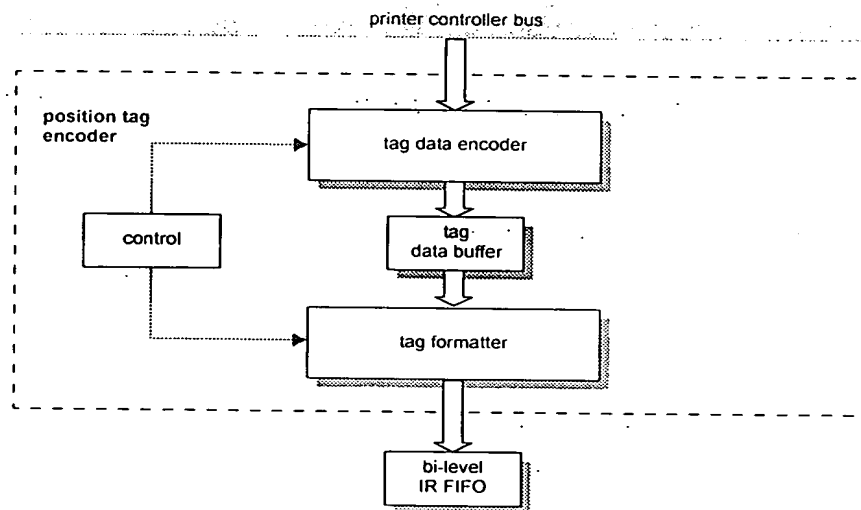 printer controller bus
position tag
encoder
tag data encoder
control
tag
data buffer
tag formatter
bi-level
IR FIFO